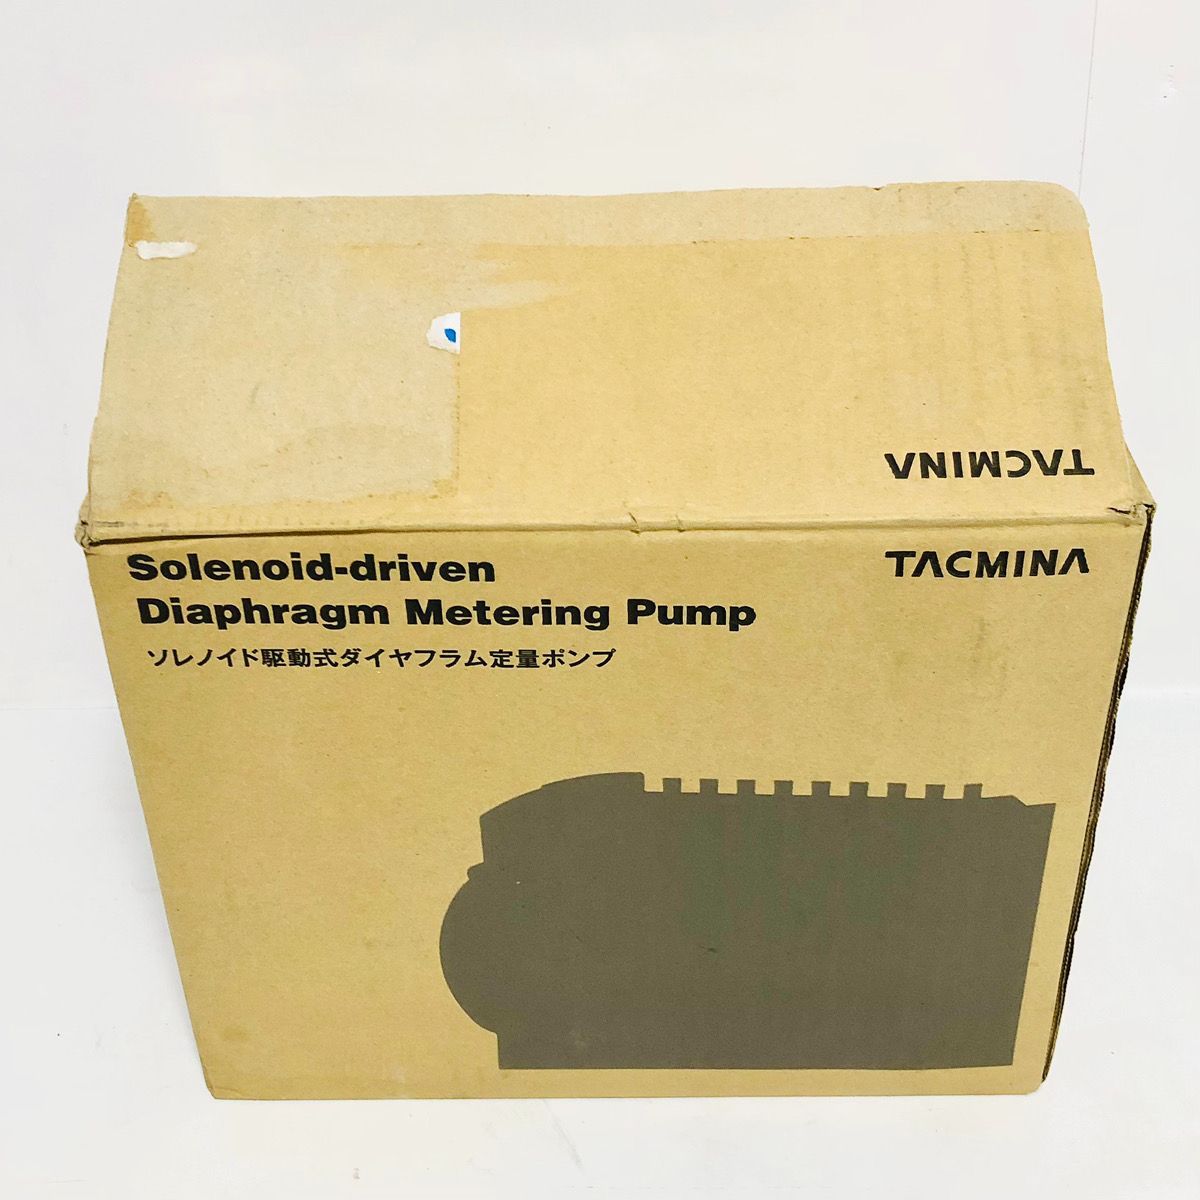 TACMINA
Solenoid-driven
TACMINA
Diaphragm Metering Pump
ソレノイド駆動式ダイヤフラム定量ポンプ